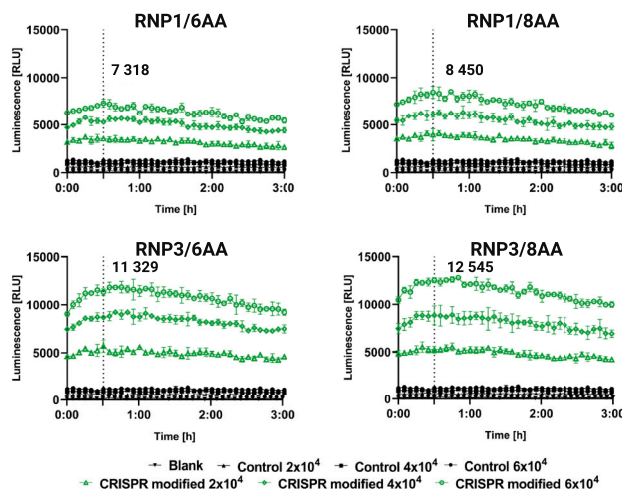 RNP1/6AA
Luminescence [RLU]
15000
10000
5000
0
7 318
0:00 1:00 2:00 3:00
Time [h]
RNP1/8AA
Luminescence [RLU]
15000
10000
5000
0
8 450
0:00 1:00 2:00 3:00
Time [h]
RNP3/6AA
Luminescence [RLU]
15000
10000
5000
0
11 329
0:00 1:00 2:00 3:00
Time [h]
RNP3/8AA
Luminescence [RLU]
15000
10000
5000
0
12 545
0:00 1:00 2:00 3:00
Time [h]
Blank Control 2x10⁴ Control 4x10⁴ Control 6x10⁴
CRISPR modified 2x10⁴ CRISPR modified 4x10⁴ CRISPR modified 6x10⁴